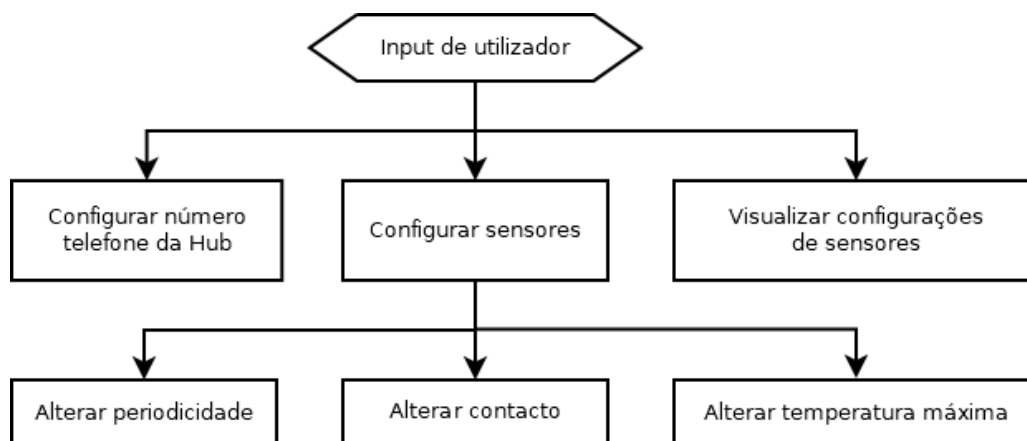 Input de utilizador
Configurar número
telefone da Hub
Configurar sensores
Visualizar configurações
de sensores
Alterar periodicidade
Alterar contacto
Alterar temperatura máxima